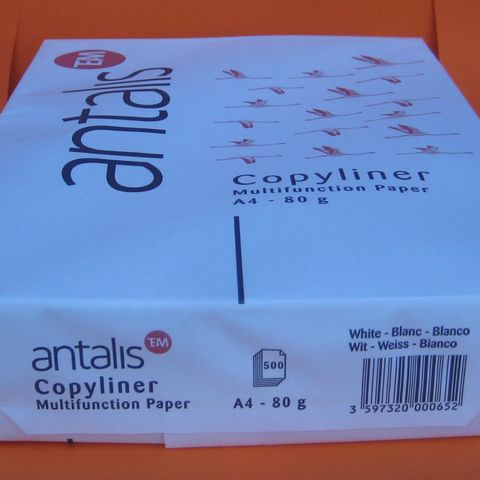 antalis TEM
Copyliner
Multifunction Paper
A4 - 80 g
antalis TEM
Copyliner
Multifunction Paper
500
A4 - 80 g
White - Blanc - Blanco
Wit - Weiss - Bianco
3 597320 000652